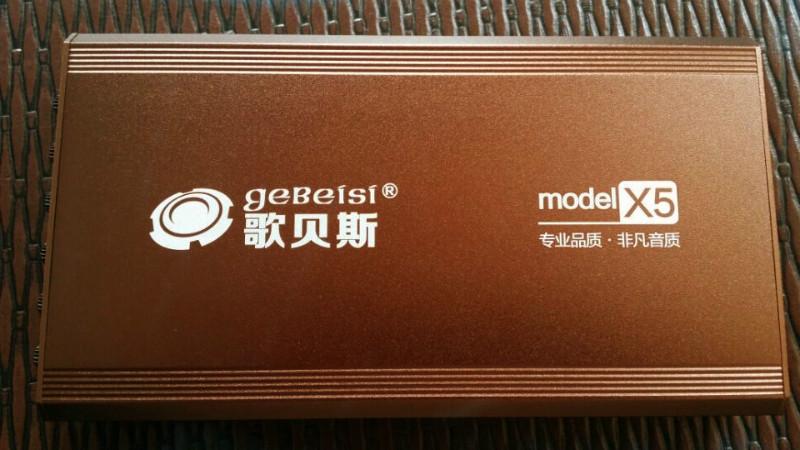 geBeisi®
歌贝斯
model X5
专业品质·非凡音质